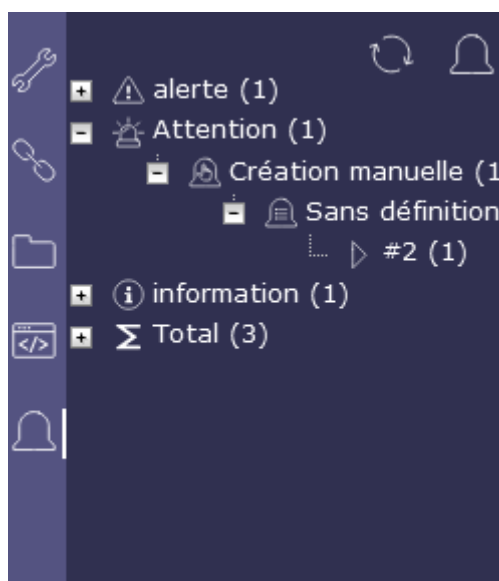 alerte (1)
Attention (1)
Création manuelle (1
Sans définition
#2 (1)
information (1)
Total (3)